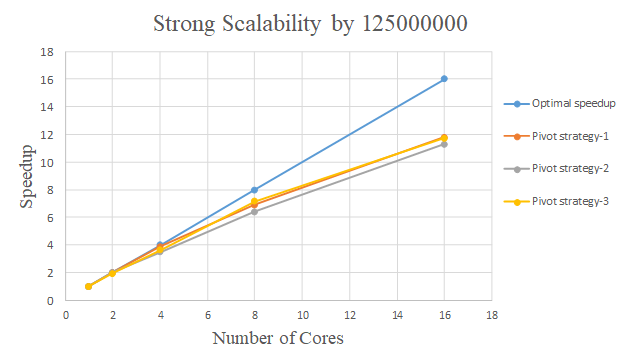 Strong Scalability by 125000000
18
16
14
12
10
8
6
4
2
0
0 2 4 6 8 10 12 14 16 18
Speedup
Number of Cores
Optimal speedup
Pivot strategy-1
Pivot strategy-2
Pivot strategy-3